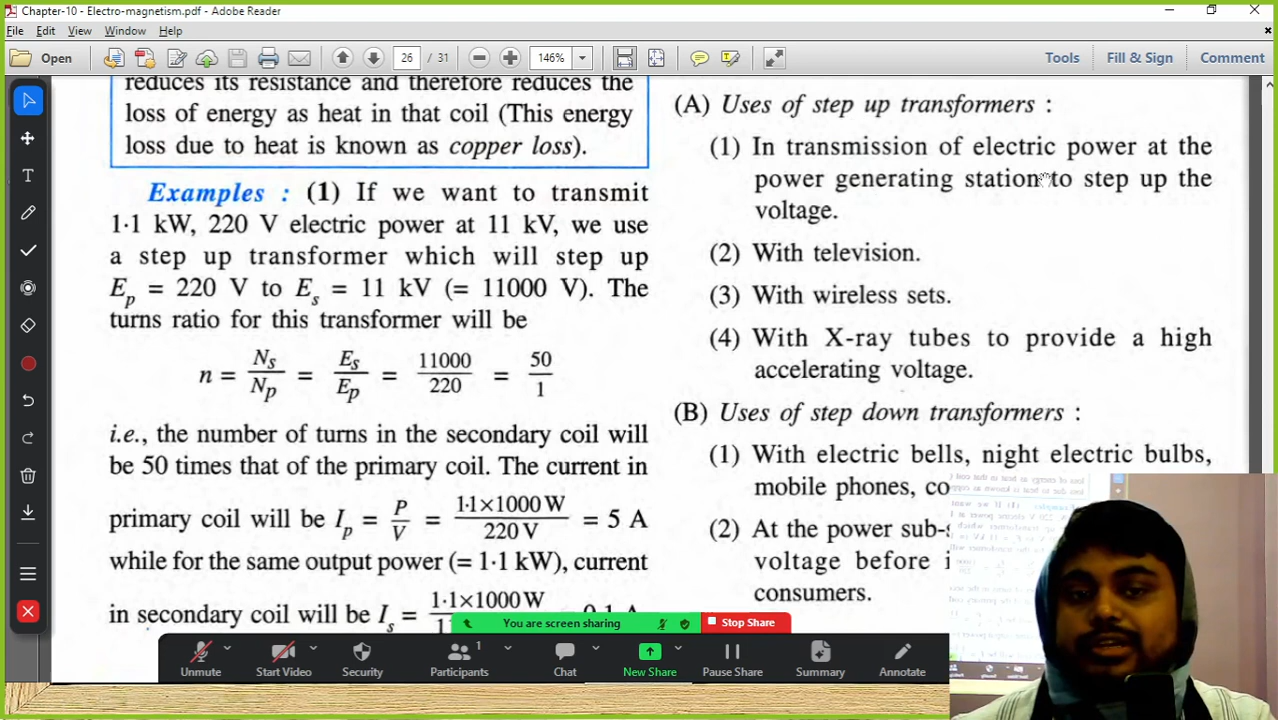 Chapter-10 - Electro-magnetism.pdf - Adobe Reader
File Edit View Window Help
Open
26 / 31
146%
Tools Fill & Sign Comment
reduces its resistance and therefore reduces the
loss of energy as heat in that coil (This energy
loss due to heat is known as copper loss).
Examples : (1) If we want to transmit
1·1 kW, 220 V electric power at 11 kV, we use
a step up transformer which will step up
Ep = 220 V to Es = 11 kV (= 11000 V). The
turns ratio for this transformer will be
n = Ns/Np = Es/Ep = 11000/220 = 50/1
i.e., the number of turns in the secondary coil will
be 50 times that of the primary coil. The current in
primary coil will be Ip = P/V = 1·1×1000 W/220 V = 5 A
while for the same output power (= 1·1 kW), current
in secondary coil will be Is = 1·1×1000 W
(A) Uses of step up transformers :
(1) In transmission of electric power at the
power generating station to step up the
voltage.
(2) With television.
(3) With wireless sets.
(4) With X-ray tubes to provide a high
accelerating voltage.
(B) Uses of step down transformers :
(1) With electric bells, night electric bulbs,
mobile phones, co
(2) At the power sub-s
voltage before i
consumers.
You are screen sharing Stop Share
Unmute Start Video Security Participants 1 Chat New Share Pause Share Summary Annotate